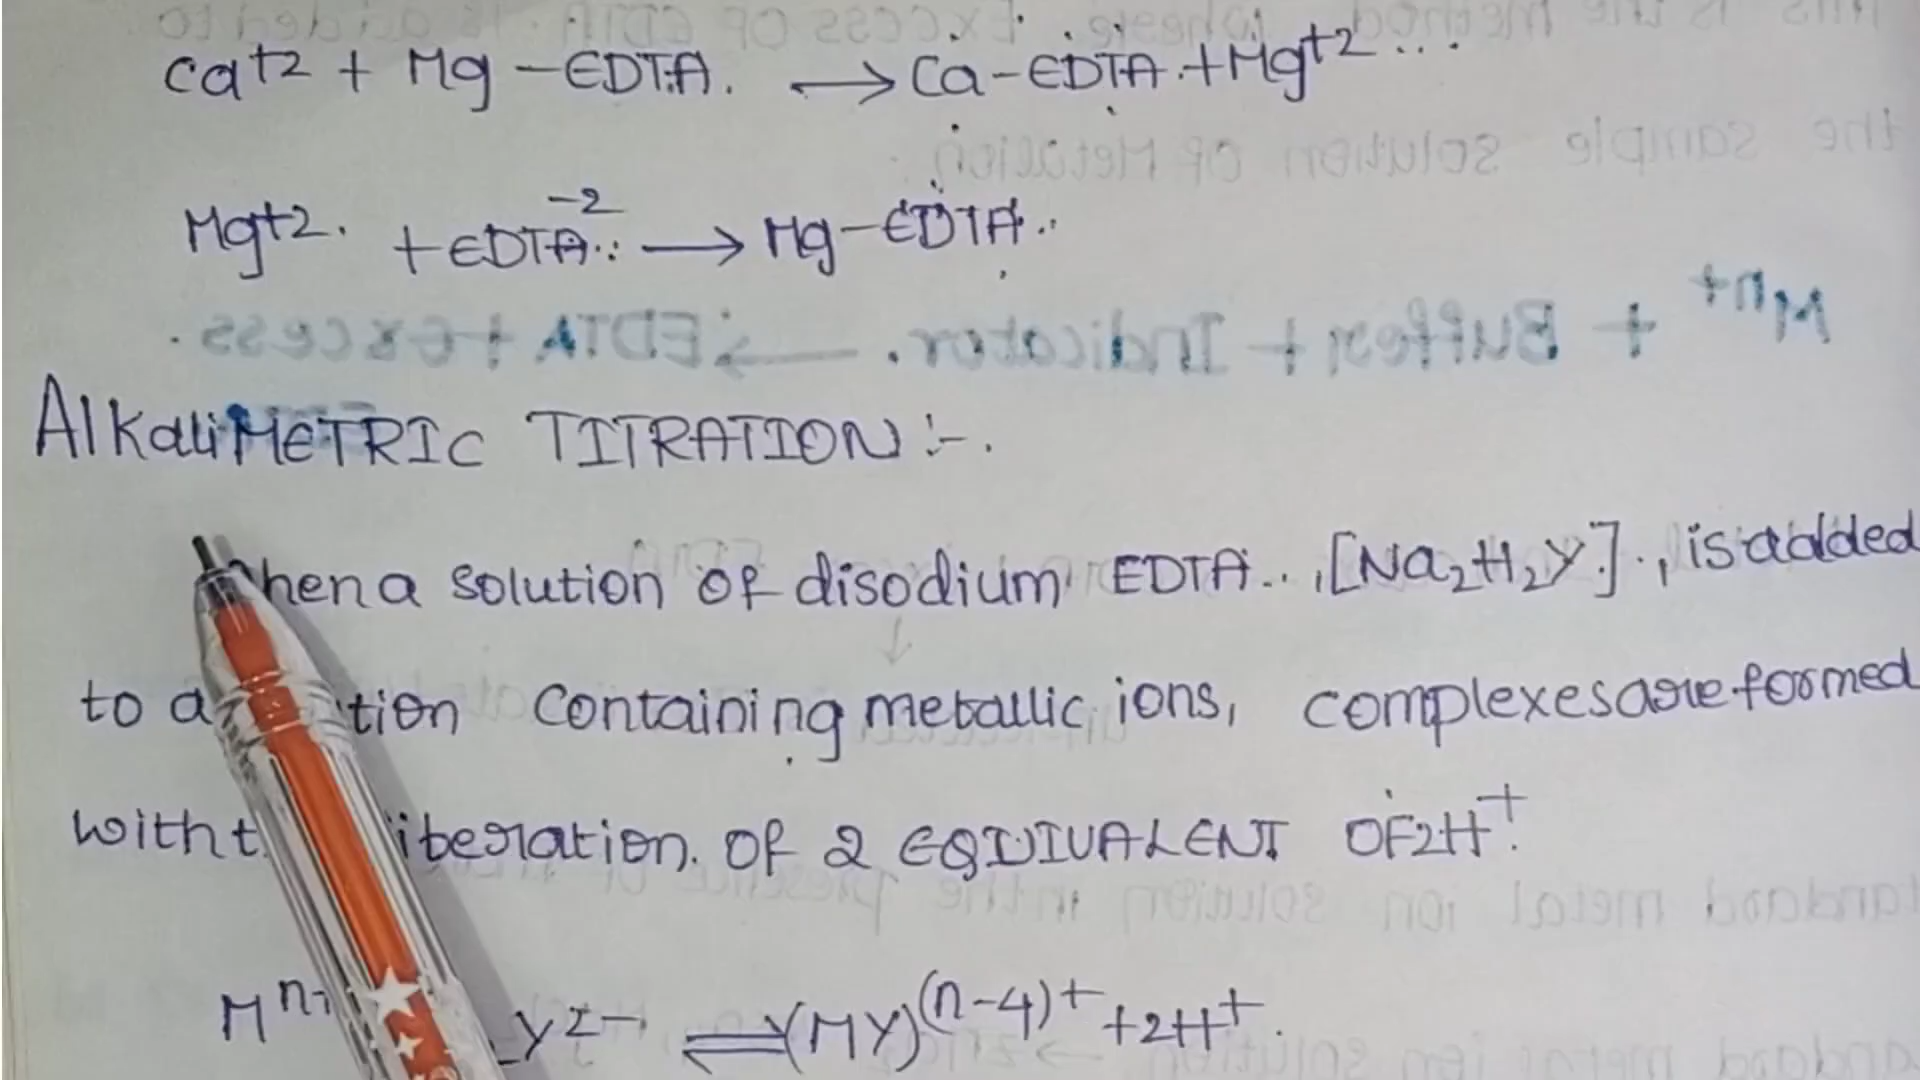 Ca+2 + Mg-EDTA. → Ca-EDTA + Mg+2...
Mg+2. + EDTA-2.. → Mg-EDTA..
AlkaliMETRIC TITRATION :-.
hen a solution of disodium EDTA.., [Na2H2Y]., is added
to a tion Containing metallic ions, complexes are formed
with t iberation. of 2 EQUIVALENT OF 2H+.
⇌ (MY)(n-4)+ + 2H+.